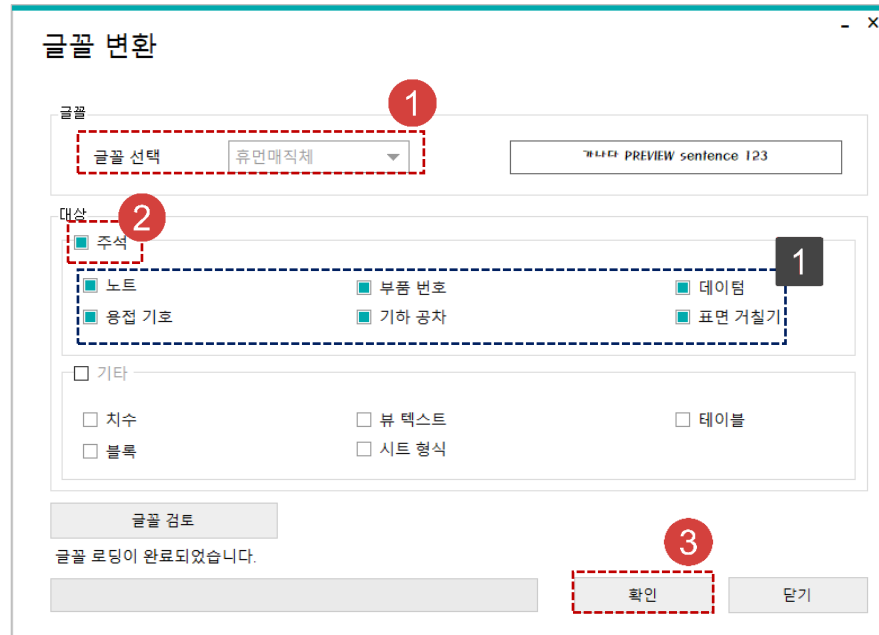 글꼴 변환
글꼴
1
글꼴 선택 휴먼매직체 가나다 PREVIEW sentence 123
대상
2
주석
1
노트 부품 번호 데이텀
용접 기호 기하 공차 표면 거칠기
기타
치수 뷰 텍스트 테이블
블록 시트 형식
글꼴 검토
글꼴 로딩이 완료되었습니다.
3
확인 닫기